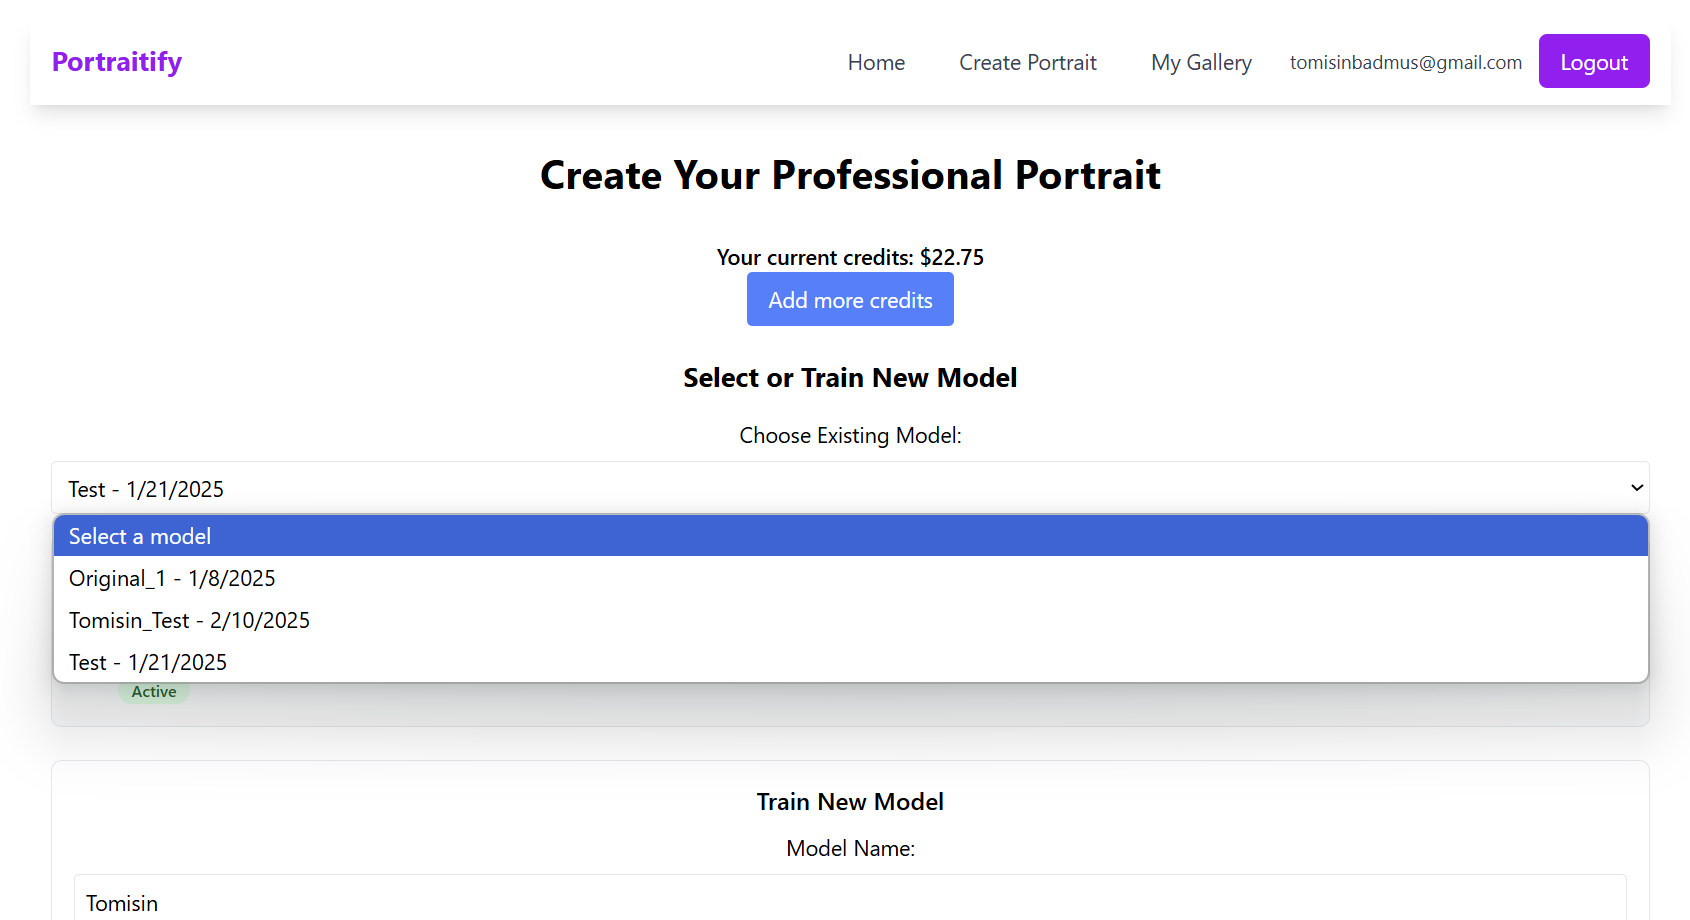 Portraitify
Home
Create Portrait
My Gallery
tomisinbadmus@gmail.com
Logout
Create Your Professional Portrait
Your current credits: $22.75
Add more credits
Select or Train New Model
Choose Existing Model:
Test - 1/21/2025
Select a model
Original_1 - 1/8/2025
Tomisin_Test - 2/10/2025
Test - 1/21/2025
Active
Train New Model
Model Name:
Tomisin